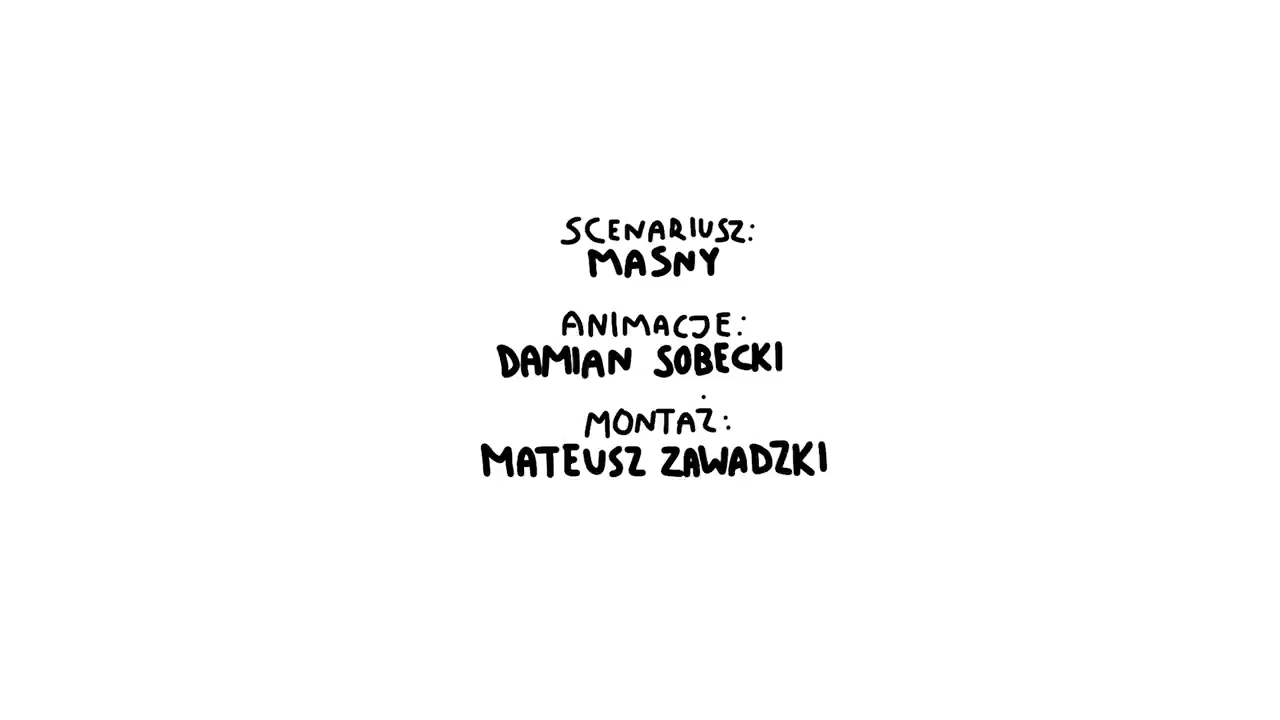 SCENARIUSZ:
MASNY
ANIMACJE:
DAMIAN SOBECKI
MONTAŻ:
MATEUSZ ZAWADZKI